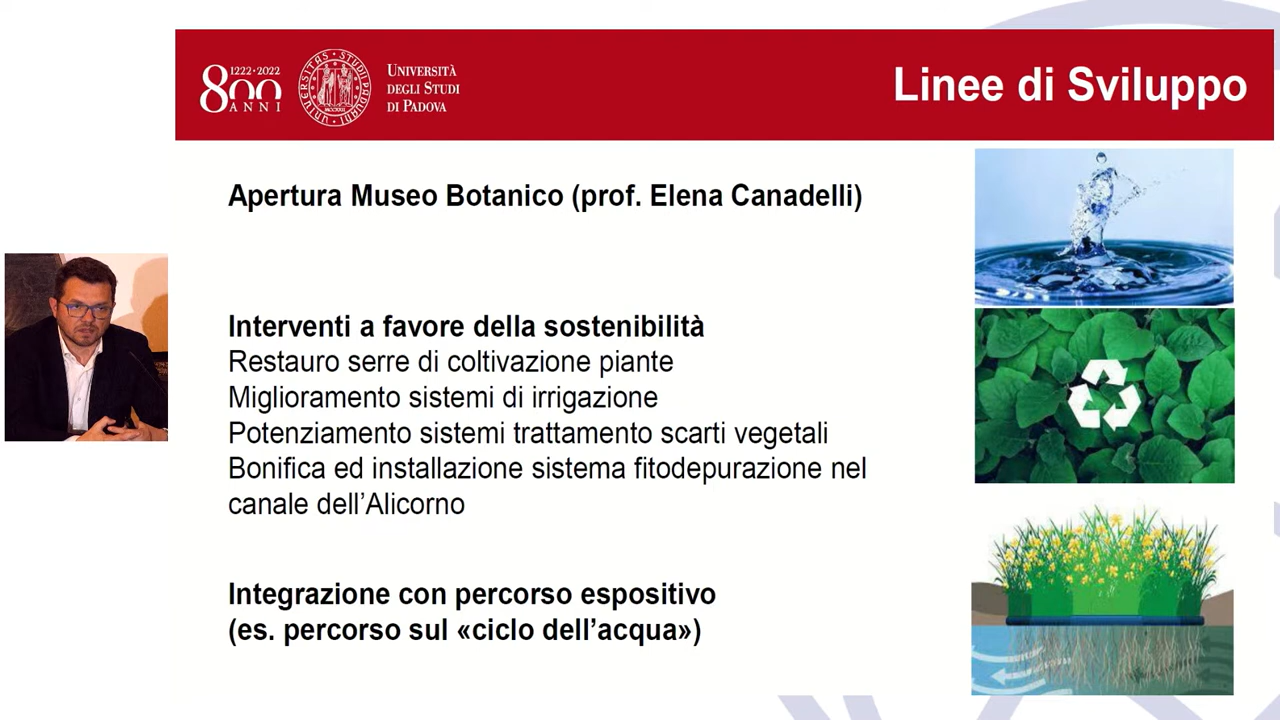 1222·2022
800
ANNI
UNIVERSITÀ
DEGLI STUDI
DI PADOVA
Linee di Sviluppo
Apertura Museo Botanico (prof. Elena Canadelli)
Interventi a favore della sostenibilità
Restauro serre di coltivazione piante
Miglioramento sistemi di irrigazione
Potenziamento sistemi trattamento scarti vegetali
Bonifica ed installazione sistema fitodepurazione nel
canale dell’Alicorno
Integrazione con percorso espositivo
(es. percorso sul «ciclo dell’acqua»)